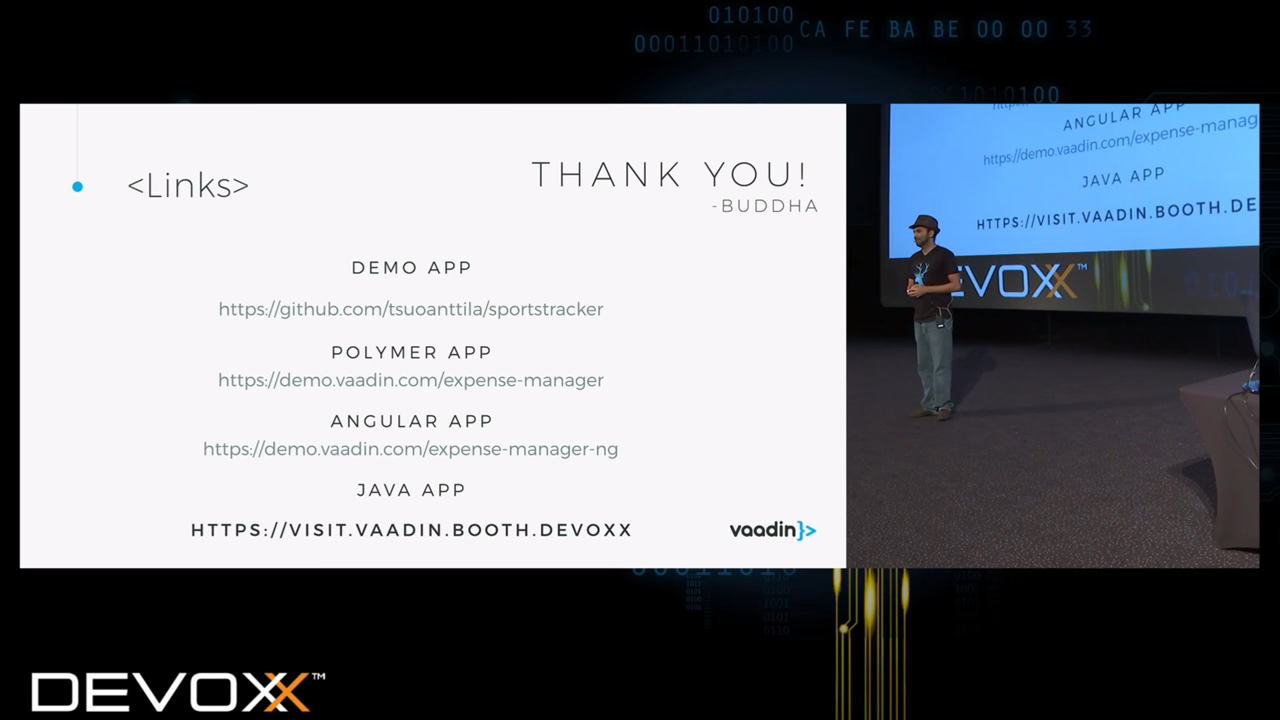 010100
00011010100
CA FE BA BE 00 00 33
1010100
<Links>
THANK YOU!
-BUDDHA
DEMO APP
https://github.com/tsuoanttila/sportstracker
POLYMER APP
https://demo.vaadin.com/expense-manager
ANGULAR APP
https://demo.vaadin.com/expense-manager-ng
JAVA APP
HTTPS://VISIT.VAADIN.BOOTH.DEVOXX
vaadin}>
ANGULAR APP
https://demo.vaadin.com/expense-manag
JAVA APP
HTTPS://VISIT.VAADIN.BOOTH.DE
EVOXX™
DEVOXX™